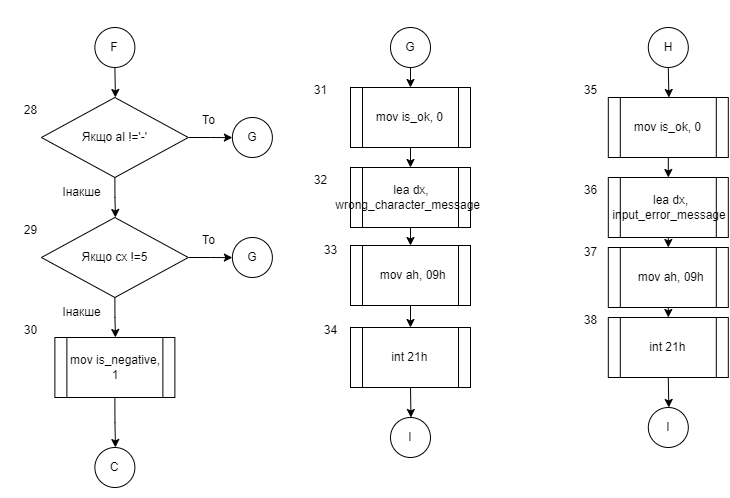 F
28
Якщо al !='-'
То
G
Інакше
29
Якщо cx !=5
То
G
Інакше
30
mov is_negative,
1
C
G
31
mov is_ok, 0
32
lea dx,
wrong_character_message
33
mov ah, 09h
34
int 21h
I
H
35
mov is_ok, 0
36
lea dx,
input_error_message
37
mov ah, 09h
38
int 21h
I